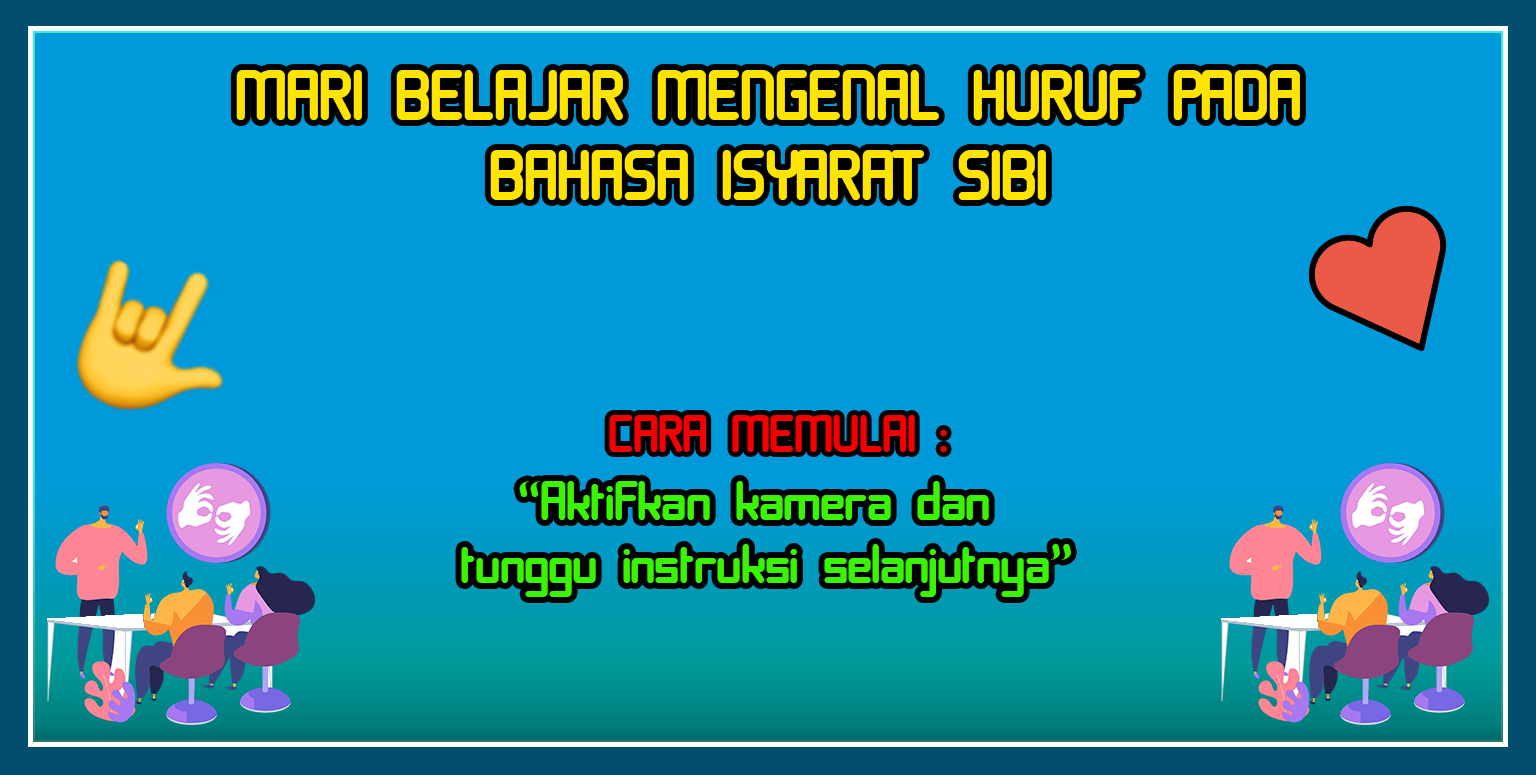 MARI BELAJAR MENGENAL HURUF PADA
BAHASA ISYARAT SIBI
CARA MEMULAI :
“Aktifkan kamera dan
tunggu instruksi selanjutnya”